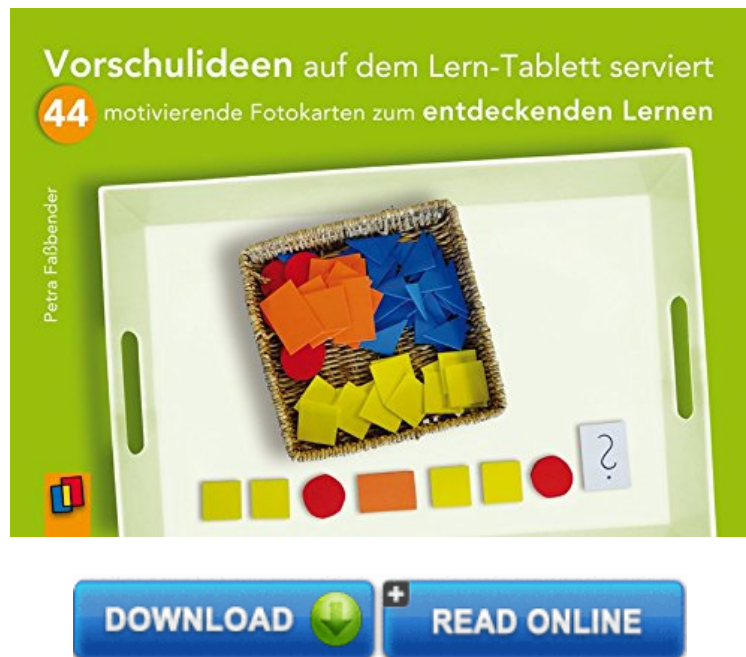 Vorschulideen auf dem Lern-Tablett serviert
44 motivierende Fotokarten zum entdeckenden Lernen
Petra Faßbender
?
DOWNLOAD
READ ONLINE